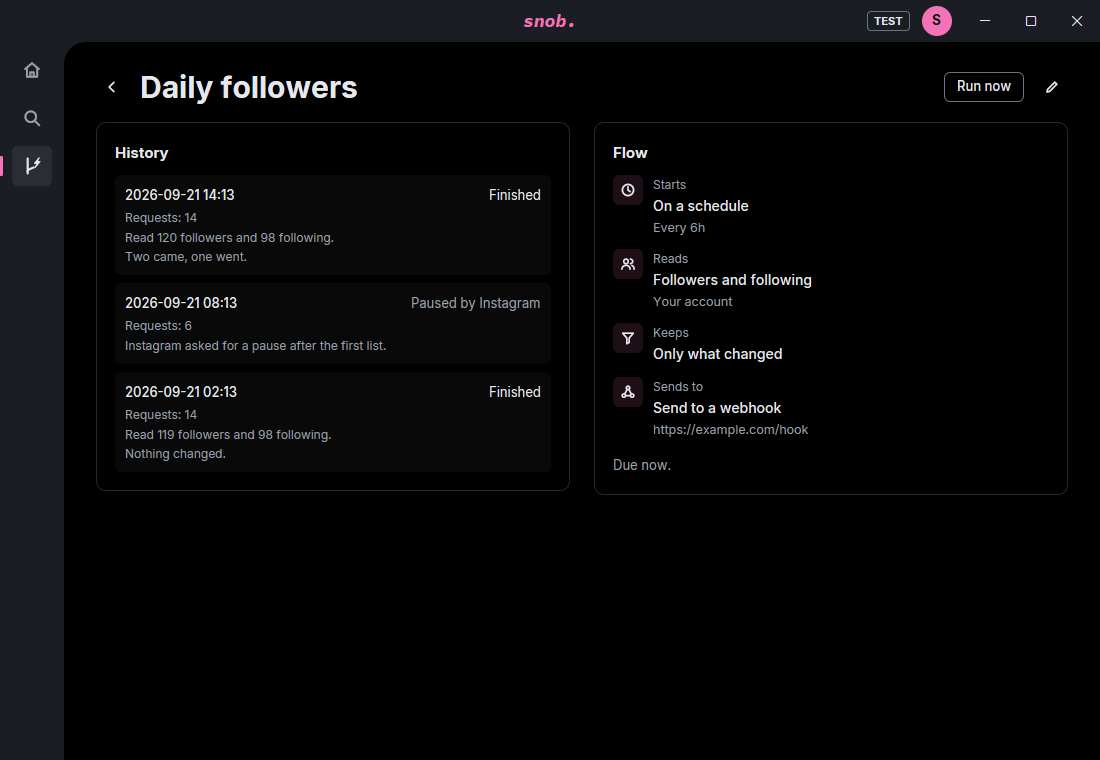 snob.
TEST
S
Daily followers
Run now
History
2026-09-21 14:13
Finished
Requests: 14
Read 120 followers and 98 following.
Two came, one went.
2026-09-21 08:13
Paused by Instagram
Requests: 6
Instagram asked for a pause after the first list.
2026-09-21 02:13
Finished
Requests: 14
Read 119 followers and 98 following.
Nothing changed.
Flow
Starts
On a schedule
Every 6h
Reads
Followers and following
Your account
Keeps
Only what changed
Sends to
Send to a webhook
https://example.com/hook
Due now.